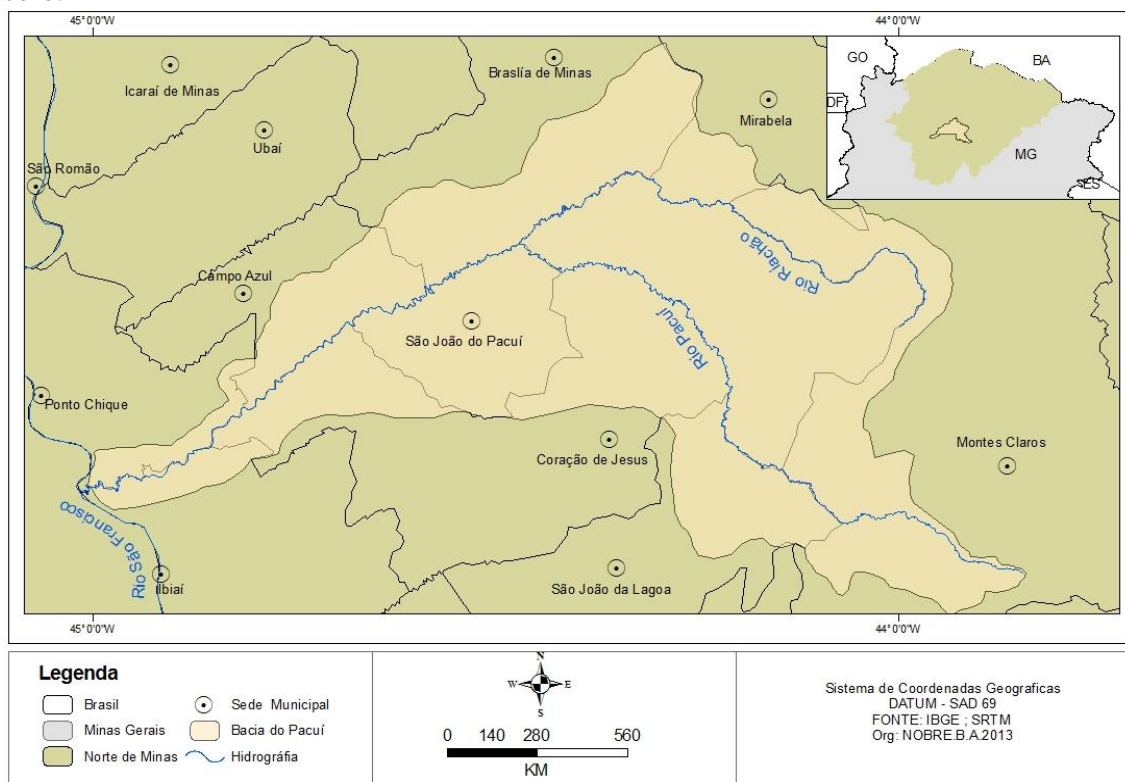 45°0'0"W
44°0'0"W
GO
BA
DF
MG
ES
Icaraí de Minas
Braslía de Minas
Mirabela
Ubaí
São Romão
Campo Azul
Rio Riachão
Rio Pacuí
São João do Pacuí
Ponto Chique
Coração de Jesus
Montes Claros
Rio São Francisco
Ibiaí
São João da Lagoa
45°0'0"W
44°0'0"W
Legenda
Brasil
Sede Municipal
Minas Gerais
Bacia do Pacuí
Norte de Minas
Hidrográfia
N
W
E
S
0 140 280 560
KM
Sistema de Coordenadas Geograficas
DATUM - SAD 69
FONTE: IBGE ; SRTM
Org: NOBRE.B.A.2013